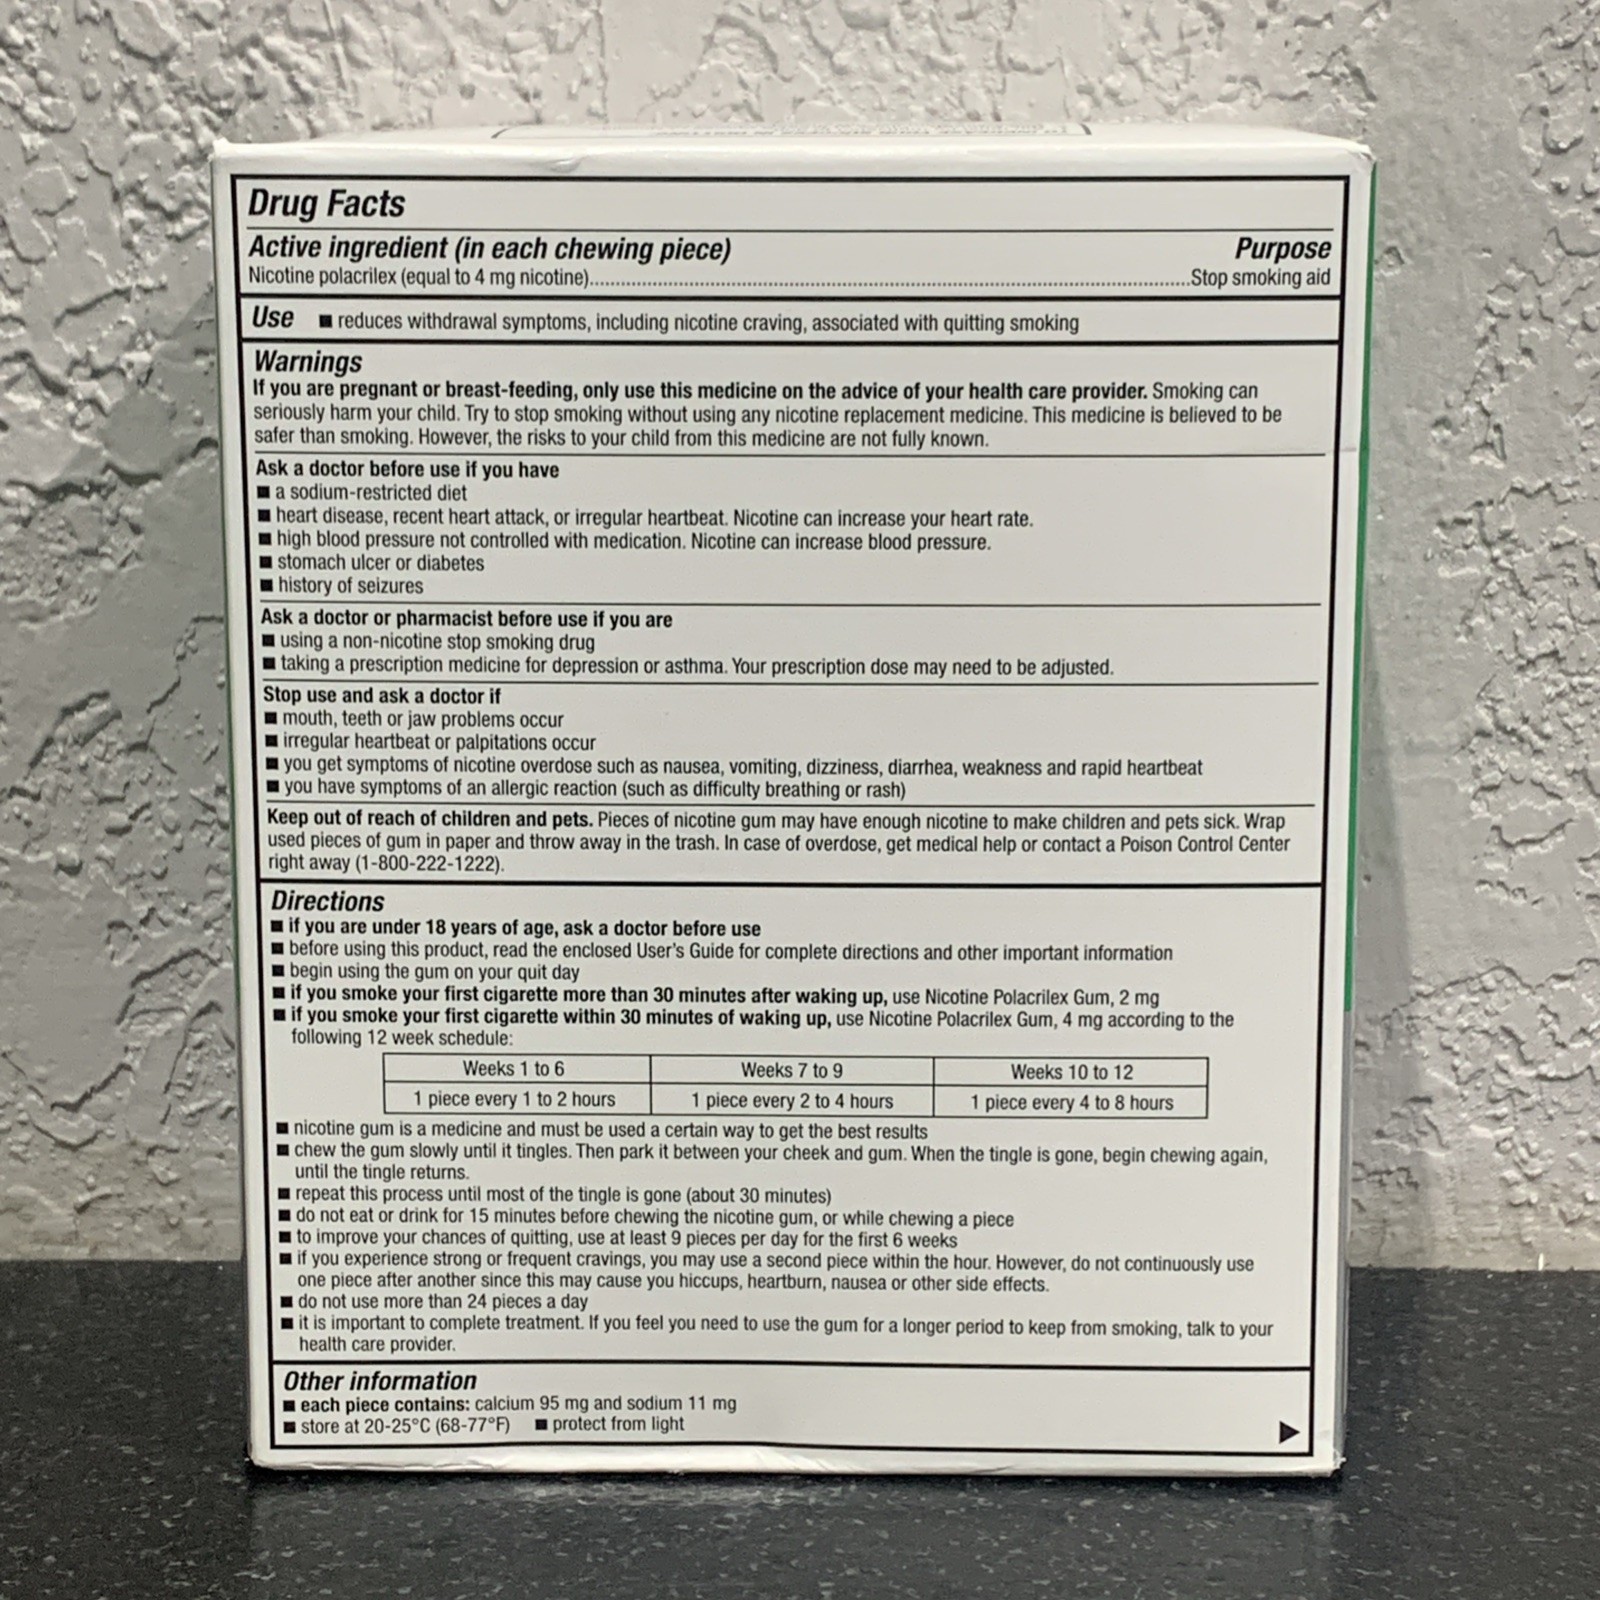 Drug Facts
Active ingredient (in each chewing piece) Purpose
Nicotine polacrilex (equal to 4 mg nicotine)..........Stop smoking aid
Use ■ reduces withdrawal symptoms, including nicotine craving, associated with quitting smoking
Warnings
If you are pregnant or breast-feeding, only use this medicine on the advice of your health care provider. Smoking can
seriously harm your child. Try to stop smoking without using any nicotine replacement medicine. This medicine is believed to be
safer than smoking. However, the risks to your child from this medicine are not fully known.
Ask a doctor before use if you have
■ a sodium-restricted diet
■ heart disease, recent heart attack, or irregular heartbeat. Nicotine can increase your heart rate.
■ high blood pressure not controlled with medication. Nicotine can increase blood pressure.
■ stomach ulcer or diabetes
■ history of seizures
Ask a doctor or pharmacist before use if you are
■ using a non-nicotine stop smoking drug
■ taking a prescription medicine for depression or asthma. Your prescription dose may need to be adjusted.
Stop use and ask a doctor if
■ mouth, teeth or jaw problems occur
■ irregular heartbeat or palpitations occur
■ you get symptoms of nicotine overdose such as nausea, vomiting, dizziness, diarrhea, weakness and rapid heartbeat
■ you have symptoms of an allergic reaction (such as difficulty breathing or rash)
Keep out of reach of children and pets. Pieces of nicotine gum may have enough nicotine to make children and pets sick. Wrap
used pieces of gum in paper and throw away in the trash. In case of overdose, get medical help or contact a Poison Control Center
right away (1-800-222-1222).
Directions
■ if you are under 18 years of age, ask a doctor before use
■ before using this product, read the enclosed User's Guide for complete directions and other important information
■ begin using the gum on your quit day
■ if you smoke your first cigarette more than 30 minutes after waking up, use Nicotine Polacrilex Gum, 2 mg
■ if you smoke your first cigarette within 30 minutes of waking up, use Nicotine Polacrilex Gum, 4 mg according to the
following 12 week schedule:
Weeks 1 to 6 Weeks 7 to 9 Weeks 10 to 12
1 piece every 1 to 2 hours 1 piece every 2 to 4 hours 1 piece every 4 to 8 hours
■ nicotine gum is a medicine and must be used a certain way to get the best results
■ chew the gum slowly until it tingles. Then park it between your cheek and gum. When the tingle is gone, begin chewing again,
until the tingle returns.
■ repeat this process until most of the tingle is gone (about 30 minutes)
■ do not eat or drink for 15 minutes before chewing the nicotine gum, or while chewing a piece
■ to improve your chances of quitting, use at least 9 pieces per day for the first 6 weeks
■ if you experience strong or frequent cravings, you may use a second piece within the hour. However, do not continuously use
one piece after another since this may cause you hiccups, heartburn, nausea or other side effects.
■ do not use more than 24 pieces a day
■ it is important to complete treatment. If you feel you need to use the gum for a longer period to keep from smoking, talk to your
health care provider.
Other information
■ each piece contains: calcium 95 mg and sodium 11 mg
■ store at 20-25°C (68-77°F) ■ protect from light